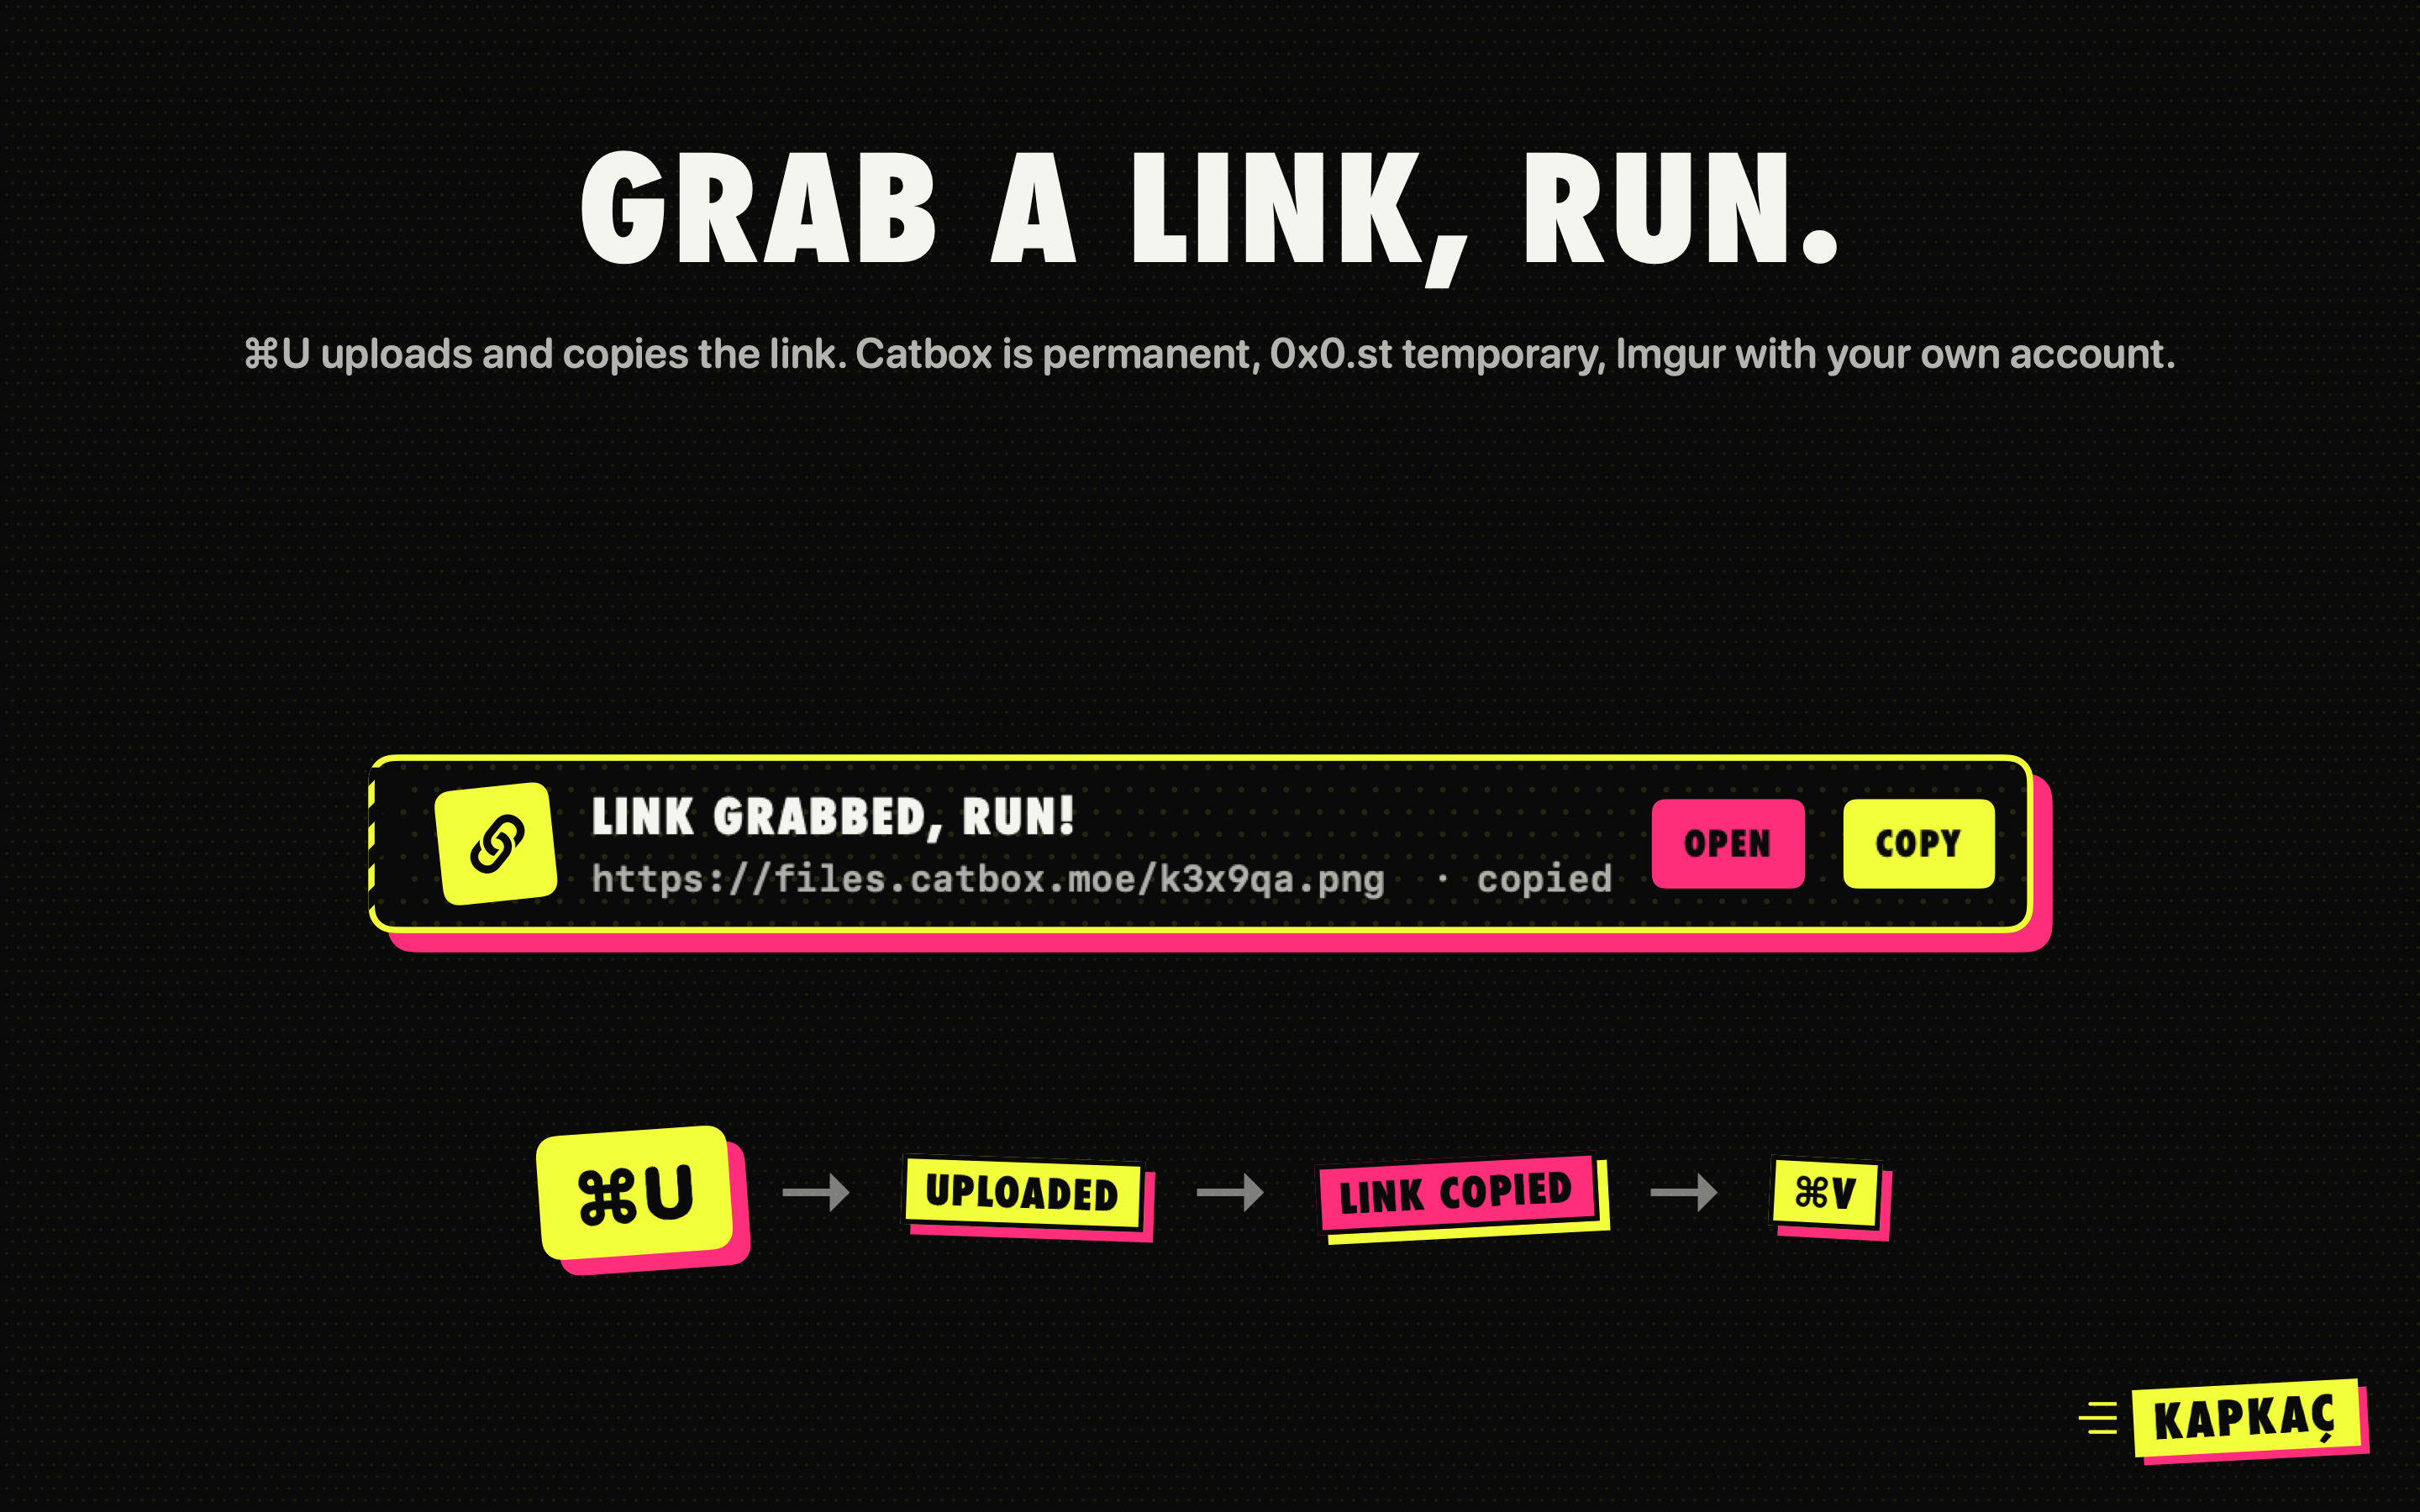 GRAB A LINK, RUN.
⌘U uploads and copies the link. Catbox is permanent, 0x0.st temporary, Imgur with your own account.
LINK GRABBED, RUN!
https://files.catbox.moe/k3x9qa.png · copied
OPEN
COPY
⌘U
UPLOADED
LINK COPIED
⌘V
KAPKAÇ